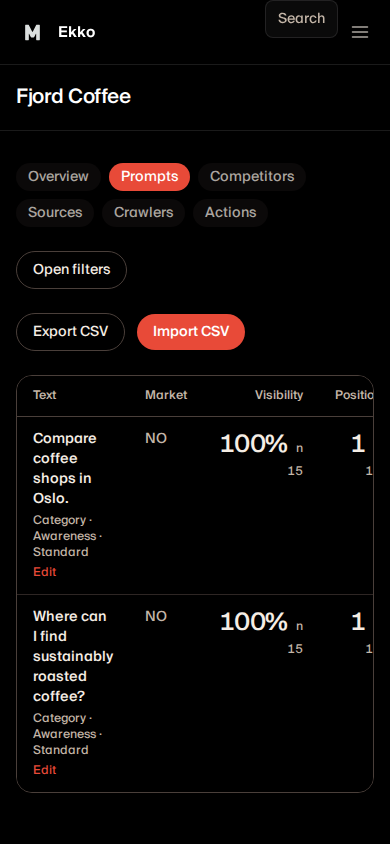 Ekko
Search
Fjord Coffee
Overview Prompts Competitors
Sources Crawlers Actions
Open filters
Export CSV Import CSV
Text Market Visibility
Compare NO 100% n 1
coffee 15
shops in
Oslo.
Category ·
Awareness ·
Standard
Edit
Where can NO 100% n 1
I find 15
sustainably
roasted
coffee?
Category ·
Awareness ·
Standard
Edit